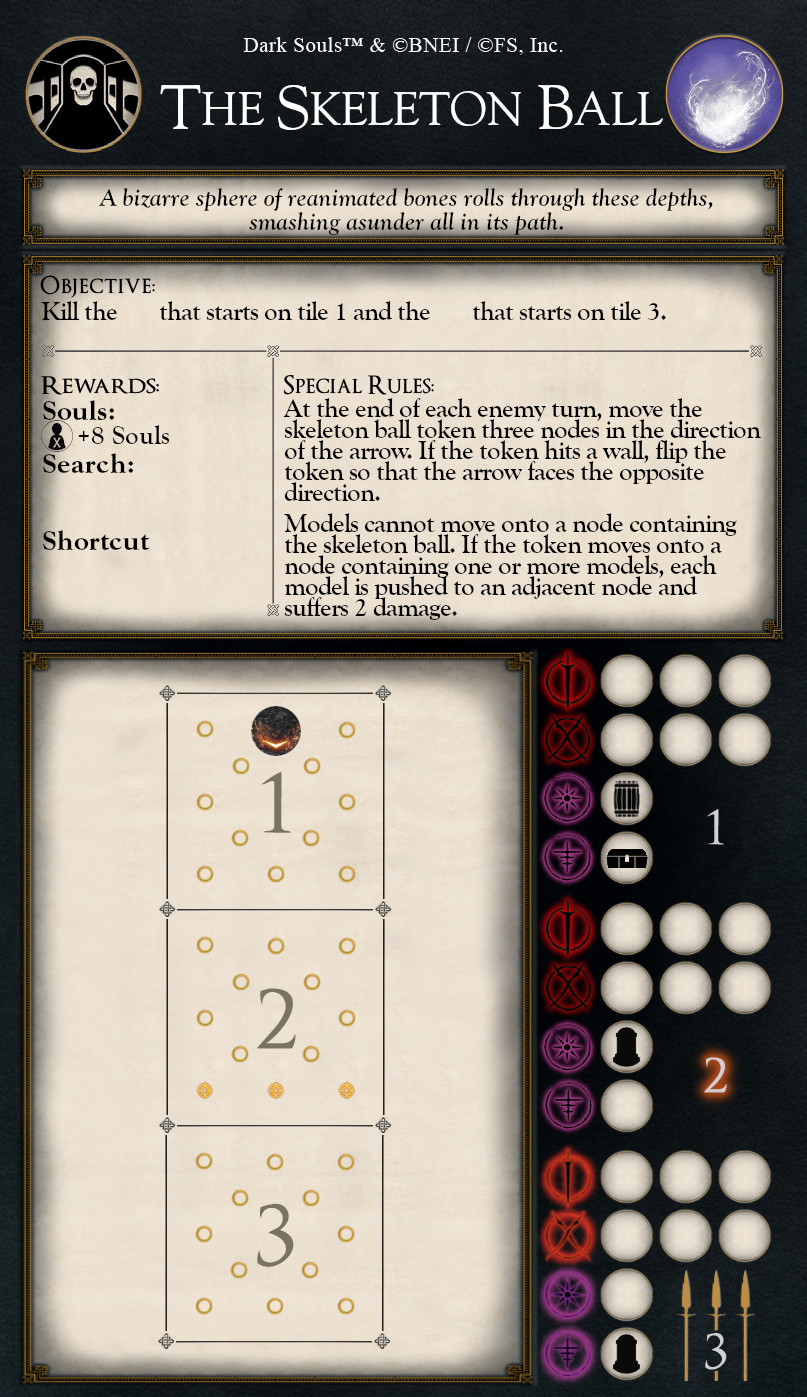 Dark Souls™ & ©BNEI / ©FS, Inc.
The Skeleton Ball
A bizarre sphere of reanimated bones rolls through these depths,
smashing asunder all in its path.
Objective:
Kill the that starts on tile 1 and the that starts on tile 3.
Rewards:
Souls:
X +8 Souls
Search:
Shortcut
Special Rules:
At the end of each enemy turn, move the
skeleton ball token three nodes in the direction
of the arrow. If the token hits a wall, flip the
token so that the arrow faces the opposite
direction.
Models cannot move onto a node containing
the skeleton ball. If the token moves onto a
node containing one or more models, each
model is pushed to an adjacent node and
suffers 2 damage.
1
2
3
1
2
3